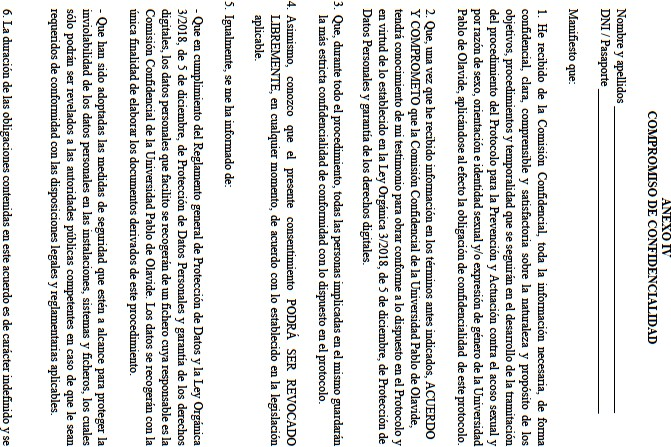 ANEXO IV
COMPROMISO DE CONFIDENCIALIDAD
Nombre y apellidos
DNI / Pasaporte
Manifiesto que:
1. He recibido de la Comisión Confidencial, toda la información necesaria, de forma
confidencial, clara, comprensible y satisfactoria sobre la naturaleza y propósito de los
objetivos, procedimientos y temporalidad que se seguirán en el desarrollo de la tramitación
del procedimiento del Protocolo para la Prevención y Actuación contra el acoso sexual y
por razón de sexo, orientación e identidad sexual y/o expresión de género de la Universidad
Pablo de Olavide, aplicándose al efecto la obligación de confidencialidad de este protocolo.
2. Que, una vez que he recibido información en los términos antes indicados, ACUERDO
Y COMPROMETO que la Comisión Confidencial de la Universidad Pablo de Olavide,
tendrá conocimiento de mi testimonio para obrar conforme a lo dispuesto en el Protocolo y
en virtud de lo establecido en la Ley Orgánica 3/2018, de 5 de diciembre, de Protección de
Datos Personales y garantía de los derechos digitales.
3. Que, durante todo el procedimiento, todas las personas implicadas en el mismo guardarán
la más estricta confidencialidad de conformidad con lo dispuesto en el protocolo.
4. Asimismo, conozco que el presente consentimiento PODRÁ SER REVOCADO
LIBREMENTE, en cualquier momento, de acuerdo con lo establecido en la legislación
aplicable.
5. Igualmente, se me ha informado de:
- Que en cumplimiento del Reglamento general de Protección de Datos y la Ley Orgánica
3/2018, de 5 de diciembre, de Protección de Datos Personales y garantía de los derechos
digitales, los datos personales que facilito se recogerán de un fichero cuya responsable es la
Comisión Confidencial de la Universidad Pablo de Olavide. Los datos se recogerán con la
única finalidad de elaborar los documentos derivados de este procedimiento.
- Que han sido adoptadas las medidas de seguridad que estén a alcance para proteger la
inviolabilidad de los datos personales en las instalaciones, sistemas y ficheros, los cuales
sólo podrán ser revelados a las autoridades públicas competentes en caso de que le sean
requeridos de conformidad con las disposiciones legales y reglamentarias aplicables.
6. La duración de las obligaciones contenidas en este acuerdo es de carácter indefinido y se